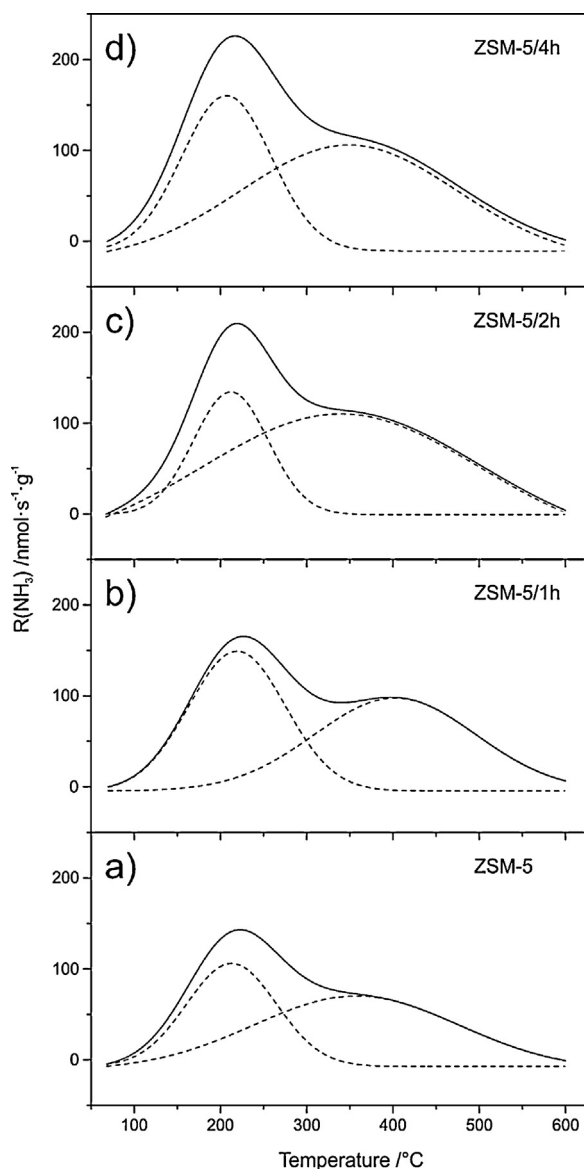 d)
ZSM-5/4h
200
100
0
c)
ZSM-5/2h
200
100
0
R(NH₃) /nmol·s⁻¹·g⁻¹
b)
ZSM-5/1h
200
100
0
a)
ZSM-5
200
100
0
100 200 300 400 500 600
Temperature /°C